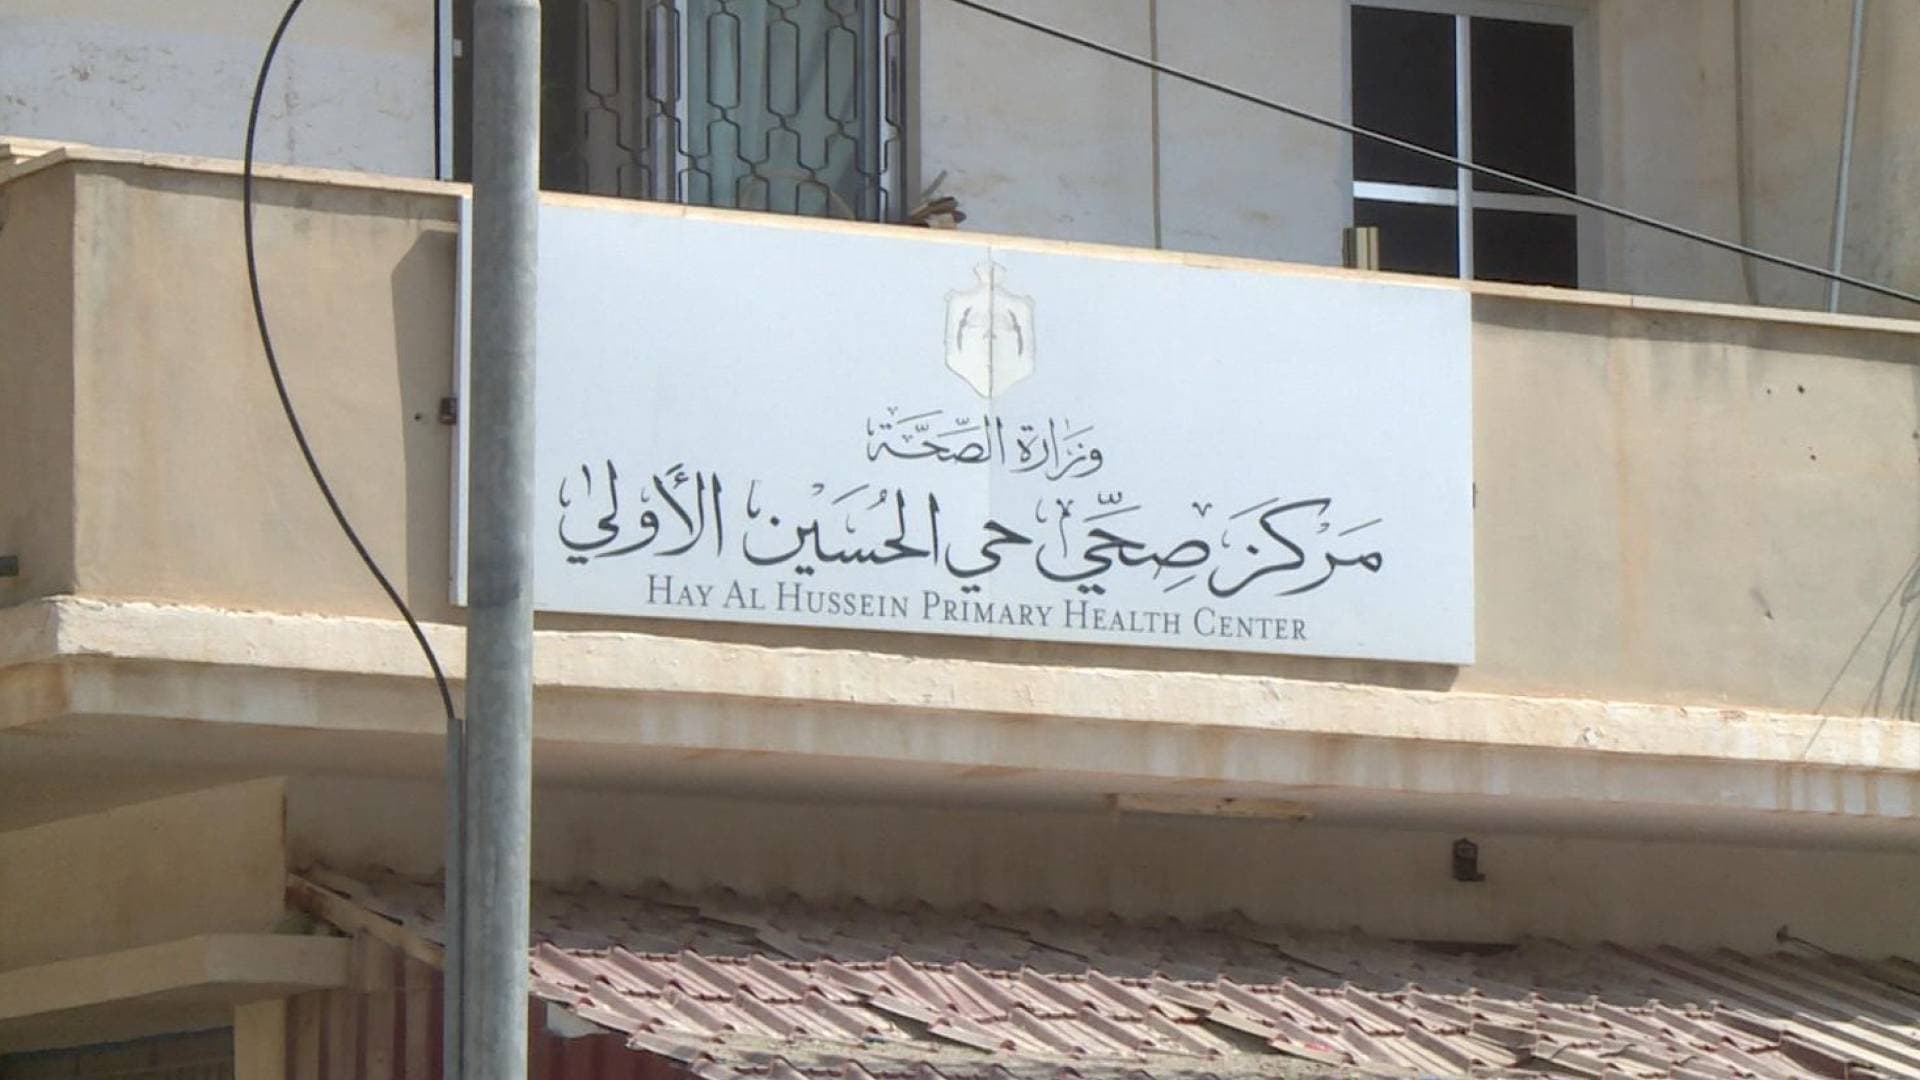 وزارة الصحة
مركز صحي حي الحسين الأولي
HAY AL HUSSEIN PRIMARY HEALTH CENTER